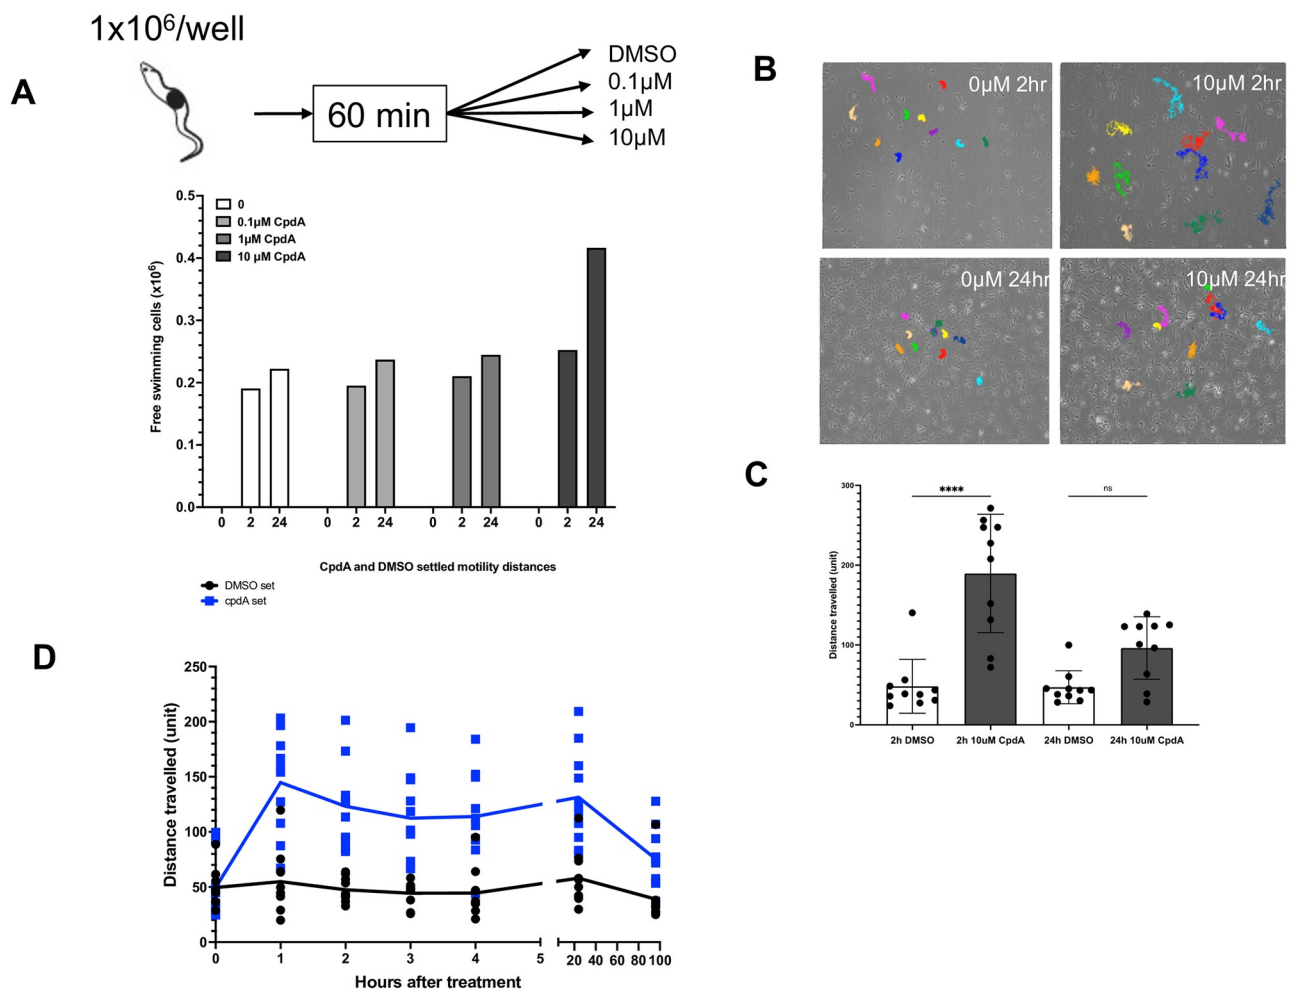 1x10⁶/well
A
60 min
DMSO
0.1µM
1µM
10µM
0.5
0.4
0.3
0.2
0.1
0.0
Free swimming cells (x10⁶)
0
0.1µM CpdA
1µM CpdA
10 µM CpdA
0 2 24 0 2 24 0 2 24 0 2 24
B
0µM 2hr
10µM 2hr
0µM 24hr
10µM 24hr
C
300
200
100
0
Distance travelled (unit)
****
ns
2h DMSO 2h 10uM CpdA 24h DMSO 24h 10uM CpdA
CpdA and DMSO settled motility distances
DMSO set
cpdA set
D
250
200
150
100
50
0
Distance travelled (unit)
0 1 2 3 4 5 20 40 60 80 100
Hours after treatment